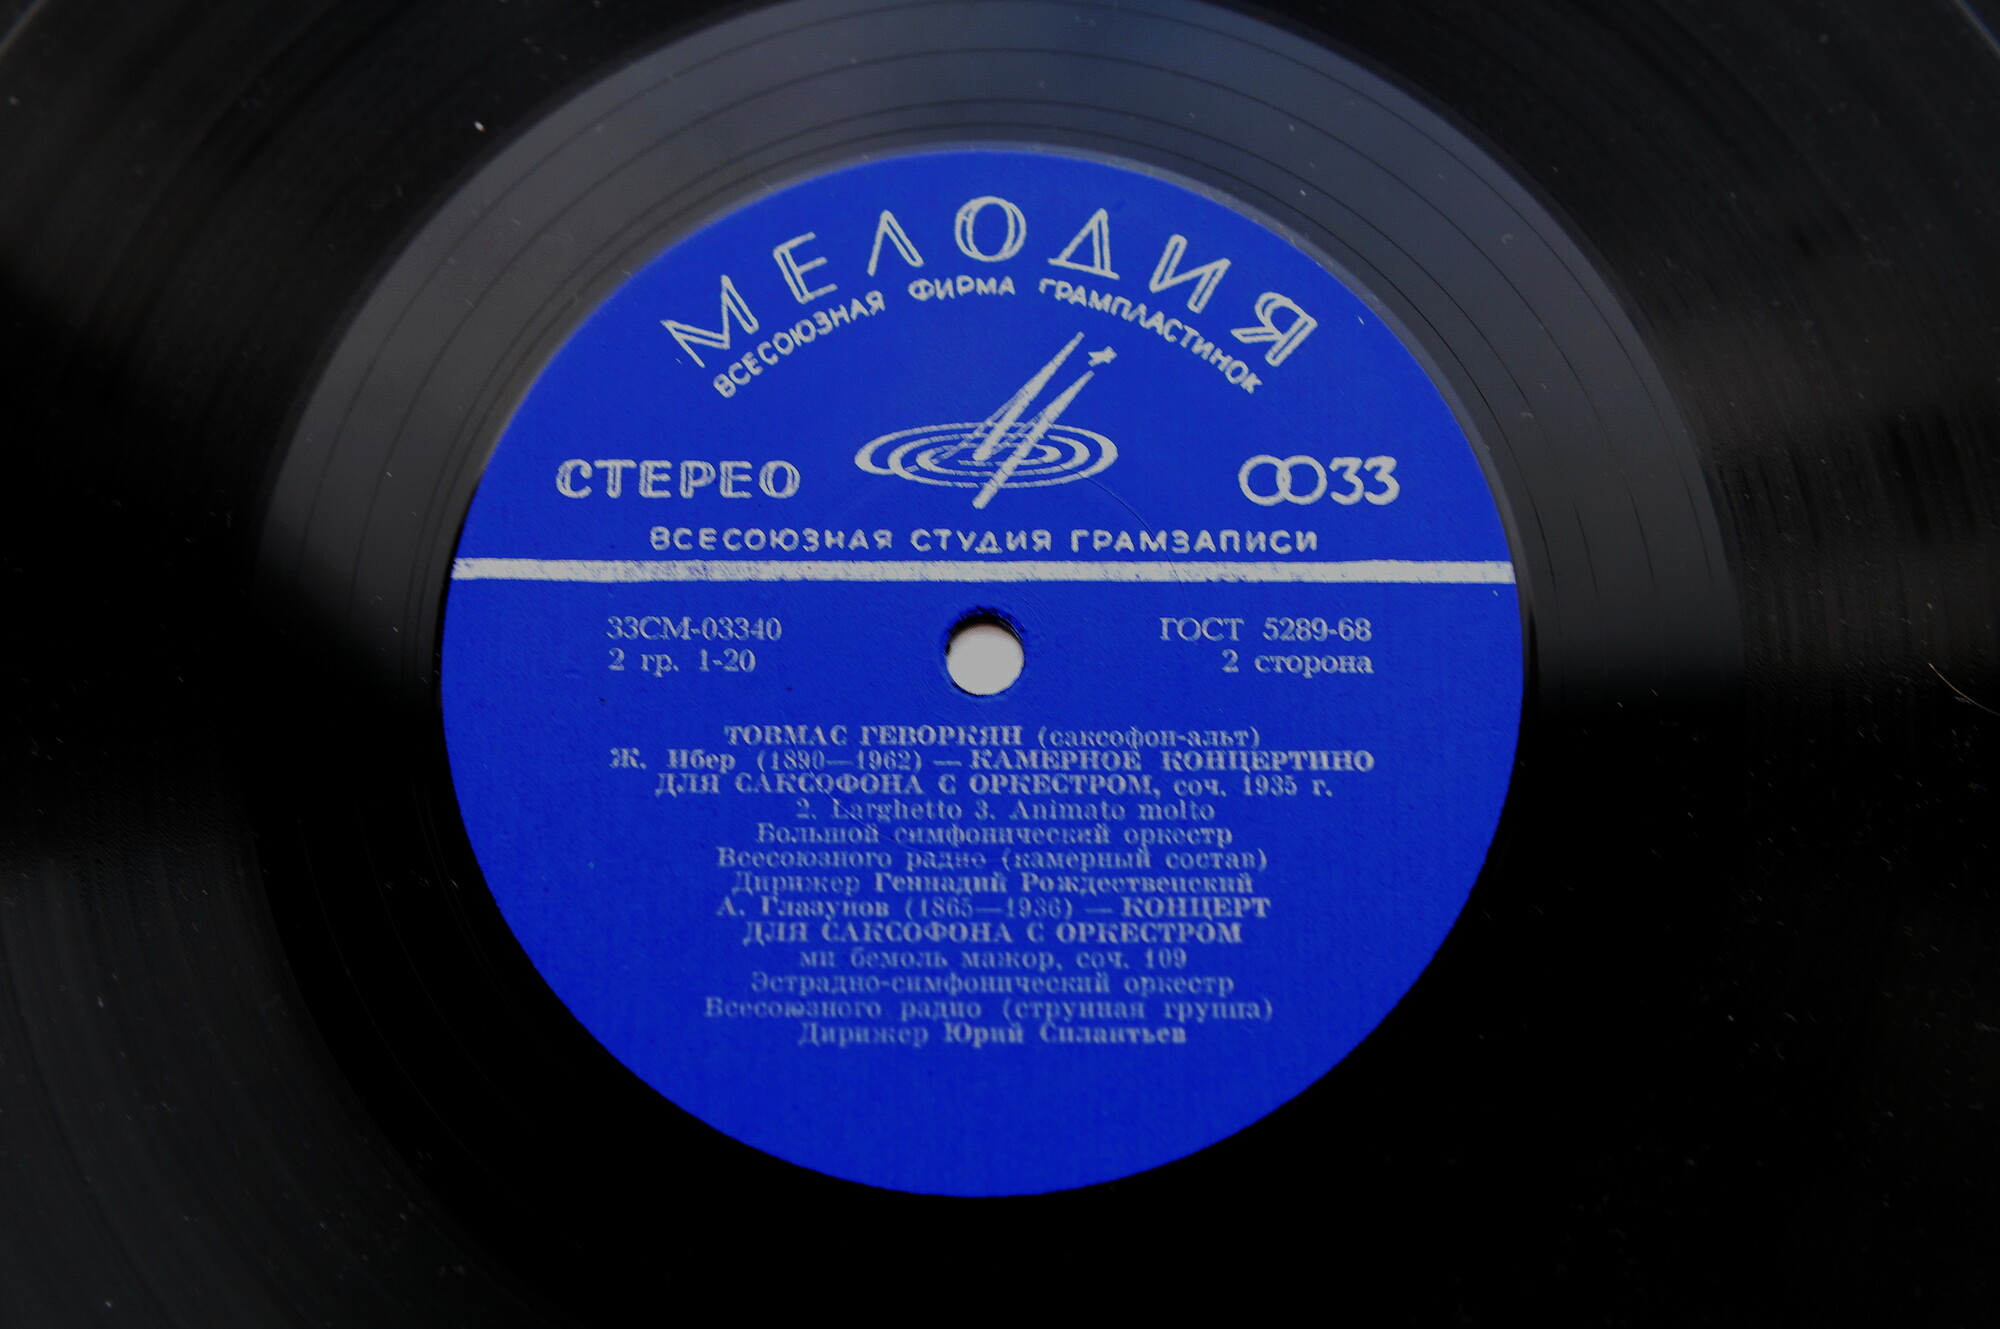 МЕЛОДИЯ
ВСЕСОЮЗНАЯ ФИРМА ГРАМПЛАСТИНОК
СТЕРЕО
33
ВСЕСОЮЗНАЯ СТУДИЯ ГРАМЗАПИСИ
33СМ-03340
ГОСТ 5289-68
2 гр. 1-20
2 сторона
ТОВМАС ГЕВОРКЯН (саксофон-альт)
Ж. Ибер (1890—1962) — КАМЕРНОЕ КОНЦЕРТИНО
ДЛЯ САКСОФОНА С ОРКЕСТРОМ, соч. 1935 г.
2. Larghetto 3. Animato molto
Большой симфонический оркестр
Всесоюзного радио (камерный состав)
Дирижер Геннадий Рождественский
А. Глазунов (1865—1936) — КОНЦЕРТ
ДЛЯ САКСОФОНА С ОРКЕСТРОМ
ми бемоль мажор, соч. 109
Эстрадно-симфонический оркестр
Всесоюзного радио (струнная группа)
Дирижер Юрий Силантьев